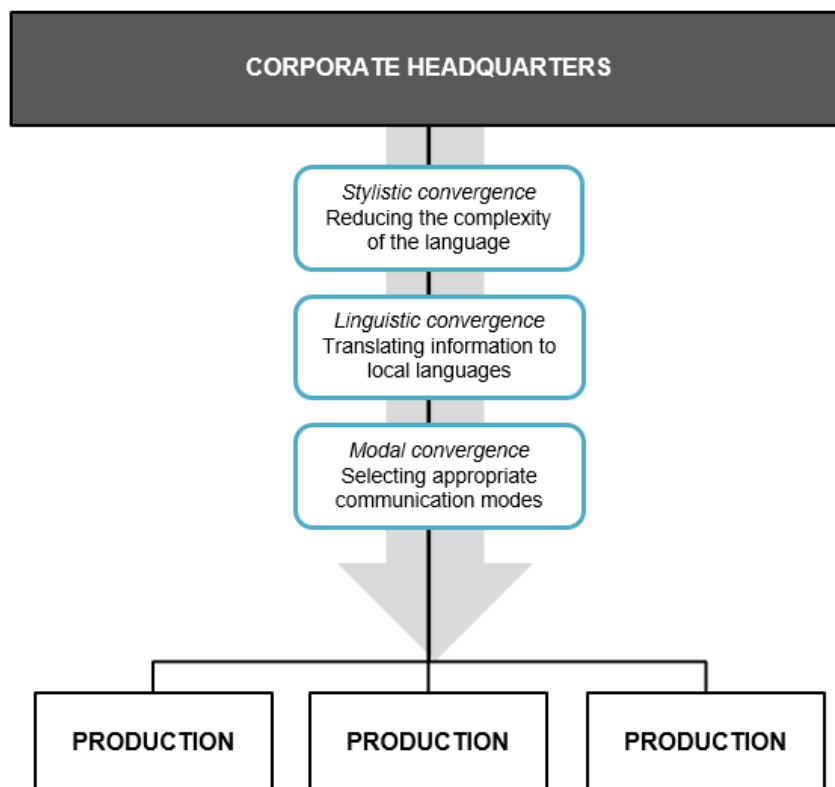 CORPORATE HEADQUARTERS
Stylistic convergence
Reducing the complexity
of the language
Linguistic convergence
Translating information to
local languages
Modal convergence
Selecting appropriate
communication modes
PRODUCTION
PRODUCTION
PRODUCTION